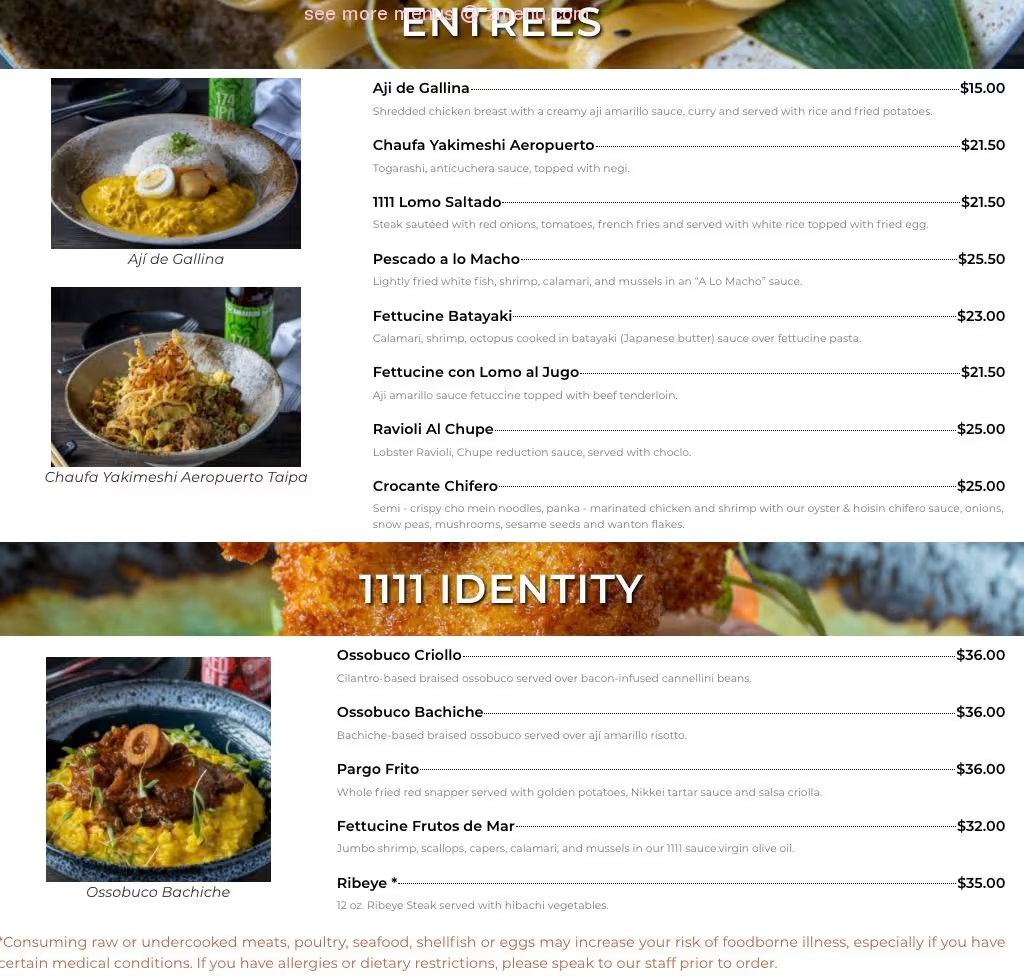 see more menus @ zmenu.com
ENTREES
Aji de Gallina $15.00
Shredded chicken breast with a creamy aji amarillo sauce, curry and served with rice and fried potatoes.
Chaufa Yakimeshi Aeropuerto $21.50
Togarashi, anticuchera sauce, topped with negi.
1111 Lomo Saltado $21.50
Steak sautéed with red onions, tomatoes, french fries and served with white rice topped with fried egg.
Ají de Gallina
Pescado a lo Macho $25.50
Lightly fried white fish, shrimp, calamari, and mussels in an “A Lo Macho” sauce.
Fettucine Batayaki $23.00
Calamari, shrimp, octopus cooked in batayaki (Japanese butter) sauce over fettucine pasta.
Fettucine con Lomo al Jugo $21.50
Aji amarillo sauce fetuccine topped with beef tenderloin.
Ravioli Al Chupe $25.00
Lobster Ravioli, Chupe reduction sauce, served with choclo.
Chaufa Yakimeshi Aeropuerto Taipa
Crocante Chifero $25.00
Semi - crispy cho mein noodles, panka - marinated chicken and shrimp with our oyster & hoisin chifero sauce, onions,
snow peas, mushrooms, sesame seeds and wanton flakes.
1111 IDENTITY
Ossobuco Criollo $36.00
Cilantro-based braised ossobuco served over bacon-infused cannellini beans.
Ossobuco Bachiche $36.00
Bachiche-based braised ossobuco served over ají amarillo risotto.
Pargo Frito $36.00
Whole fried red snapper served with golden potatoes, Nikkei tartar sauce and salsa criolla.
Fettucine Frutos de Mar $32.00
Jumbo shrimp, scallops, capers, calamari, and mussels in our 1111 sauce.virgin olive oil.
Ribeye * $35.00
Ossobuco Bachiche
12 oz. Ribeye Steak served with hibachi vegetables.
*Consuming raw or undercooked meats, poultry, seafood, shellfish or eggs may increase your risk of foodborne illness, especially if you have
certain medical conditions. If you have allergies or dietary restrictions, please speak to our staff prior to order.